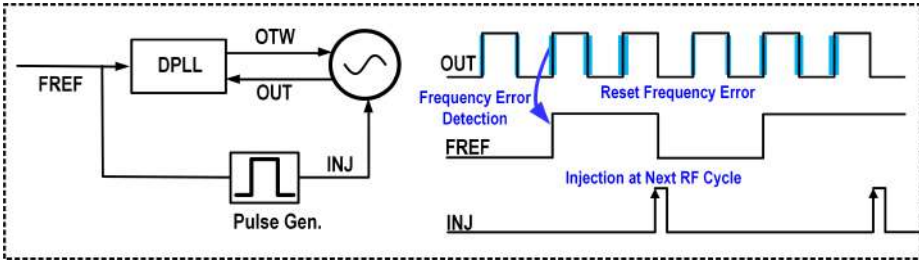 OTW
DPLL
FREF
OUT
INJ
Pulse Gen.
OUT
Frequency Error
Detection
Reset Frequency Error
FREF
Injection at Next RF Cycle
INJ